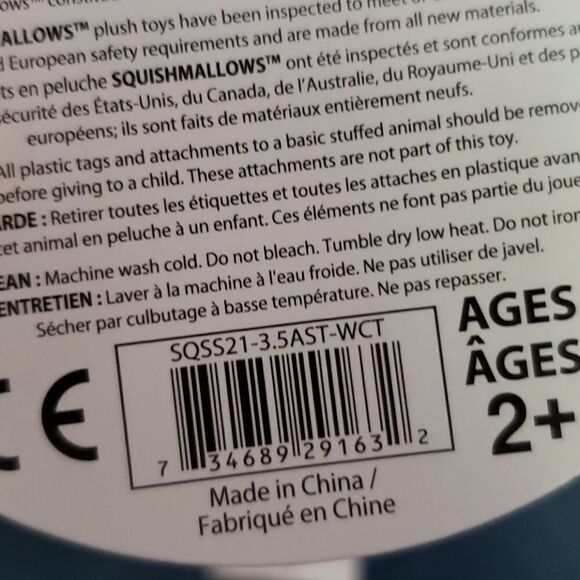 ALLOWS™ plush toys have been inspected to meet
European safety requirements and are made from all new materials.
ts en peluche SQUISHMALLOWS™ ont été inspectés et sont conformes
sécurité des États-Unis, du Canada, de l'Australie, du Royaume-Uni et des
européens; ils sont faits de matériaux entièrement neufs.
All plastic tags and attachments to a basic stuffed animal should be remov
before giving to a child. These attachments are not part of this toy.
ARDE : Retirer toutes les étiquettes et toutes les attaches en plastique avan
cet animal en peluche à un enfant. Ces éléments ne font pas partie du joue
EAN : Machine wash cold. Do not bleach. Tumble dry low heat. Do not iron
ENTRETIEN : Laver à la machine à l'eau froide. Ne pas utiliser de javel.
Sécher par culbutage à basse température. Ne pas repasser.
CE
SQSS21-3.5AST-WCT
7 34689 29163 2
AGES
ÂGES
2+
Made in China /
Fabriqué en Chine